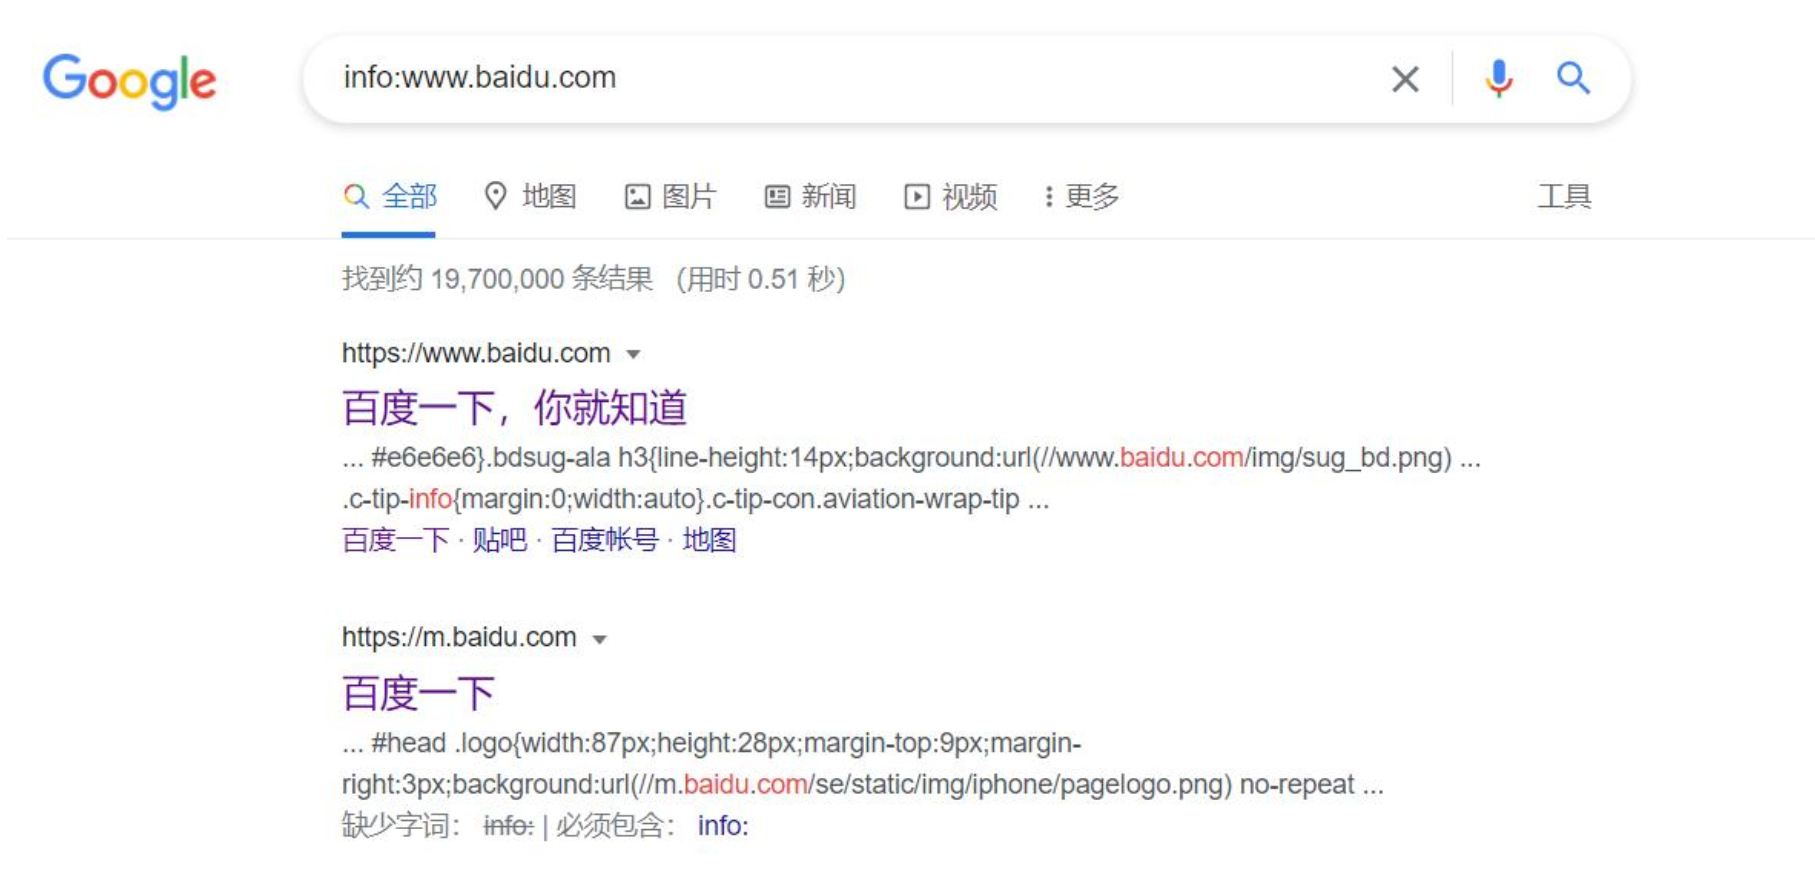 Google
info:www.baidu.com
全部 地图 图片 新闻 视频 更多 工具
找到约 19,700,000 条结果 （用时 0.51 秒）
https://www.baidu.com
百度一下，你就知道
... #e6e6e6}.bdsug-ala h3{line-height:14px;background:url(//www.baidu.com/img/sug_bd.png) ...
.c-tip-info{margin:0;width:auto}.c-tip-con.aviation-wrap-tip ...
百度一下 · 贴吧 · 百度帐号 · 地图
https://m.baidu.com
百度一下
... #head .logo{width:87px;height:28px;margin-top:9px;margin-
right:3px;background:url(//m.baidu.com/se/static/img/iphone/pagelogo.png) no-repeat ...
缺少字词： info: | 必须包含： info: